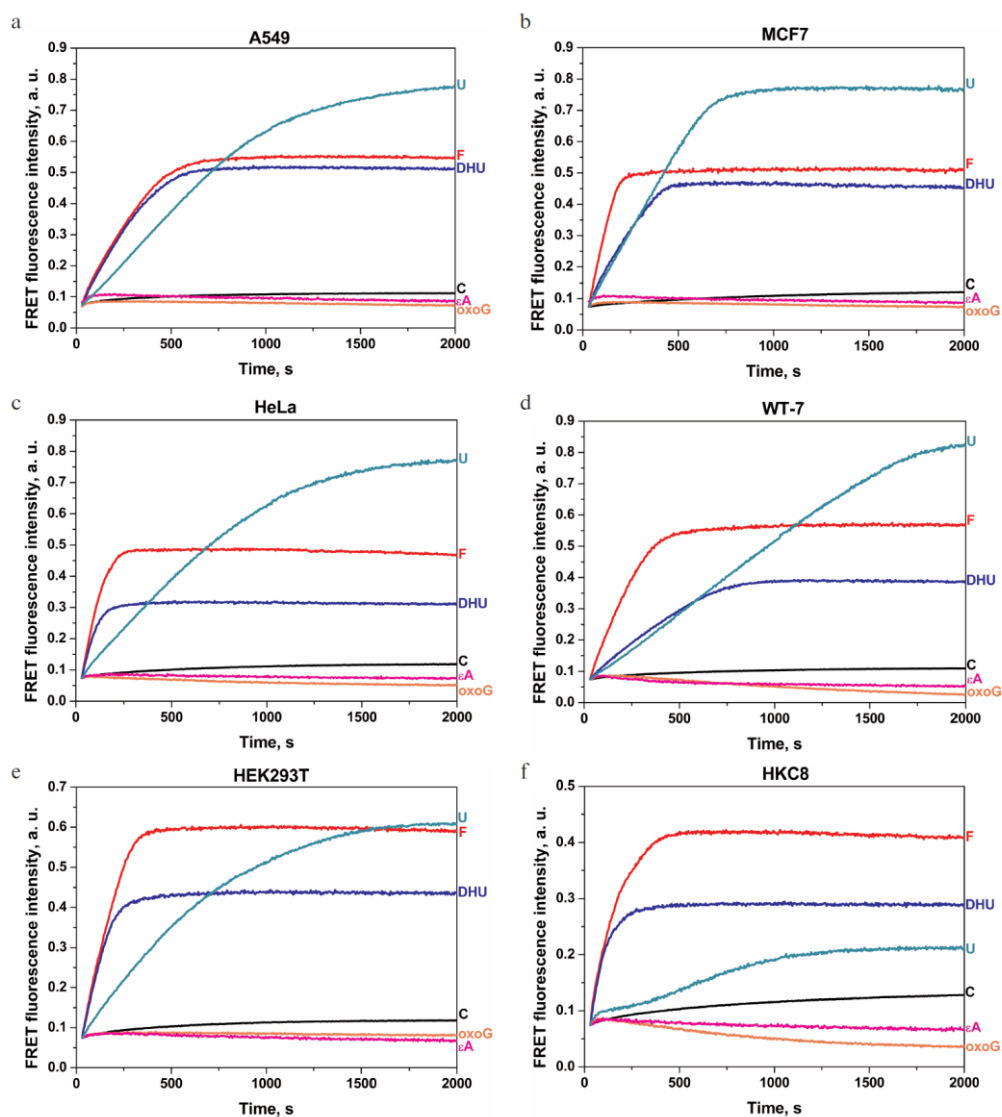 a
A549
FRET fluorescence intensity, a. u.
0.9
0.8
0.7
0.6
0.5
0.4
0.3
0.2
0.1
0.0
U
F
DHU
C
εA
oxoG
0 500 1000 1500 2000
Time, s
b
MCF7
FRET fluorescence intensity, a. u.
0.9
0.8
0.7
0.6
0.5
0.4
0.3
0.2
0.1
0.0
U
F
DHU
C
εA
oxoG
0 500 1000 1500 2000
Time, s
c
HeLa
FRET fluorescence intensity, a. u.
0.9
0.8
0.7
0.6
0.5
0.4
0.3
0.2
0.1
0.0
U
F
DHU
C
εA
oxoG
0 500 1000 1500 2000
Time, s
d
WT-7
FRET fluorescence intensity, a. u.
0.9
0.8
0.7
0.6
0.5
0.4
0.3
0.2
0.1
0.0
U
F
DHU
C
εA
oxoG
0 500 1000 1500 2000
Time, s
e
HEK293T
FRET fluorescence intensity, a. u.
0.7
0.6
0.5
0.4
0.3
0.2
0.1
0.0
U
F
DHU
C
oxoG
εA
0 500 1000 1500 2000
Time, s
f
HKC8
FRET fluorescence intensity, a. u.
0.5
0.4
0.3
0.2
0.1
0.0
F
DHU
U
C
εA
oxoG
0 500 1000 1500 2000
Time, s